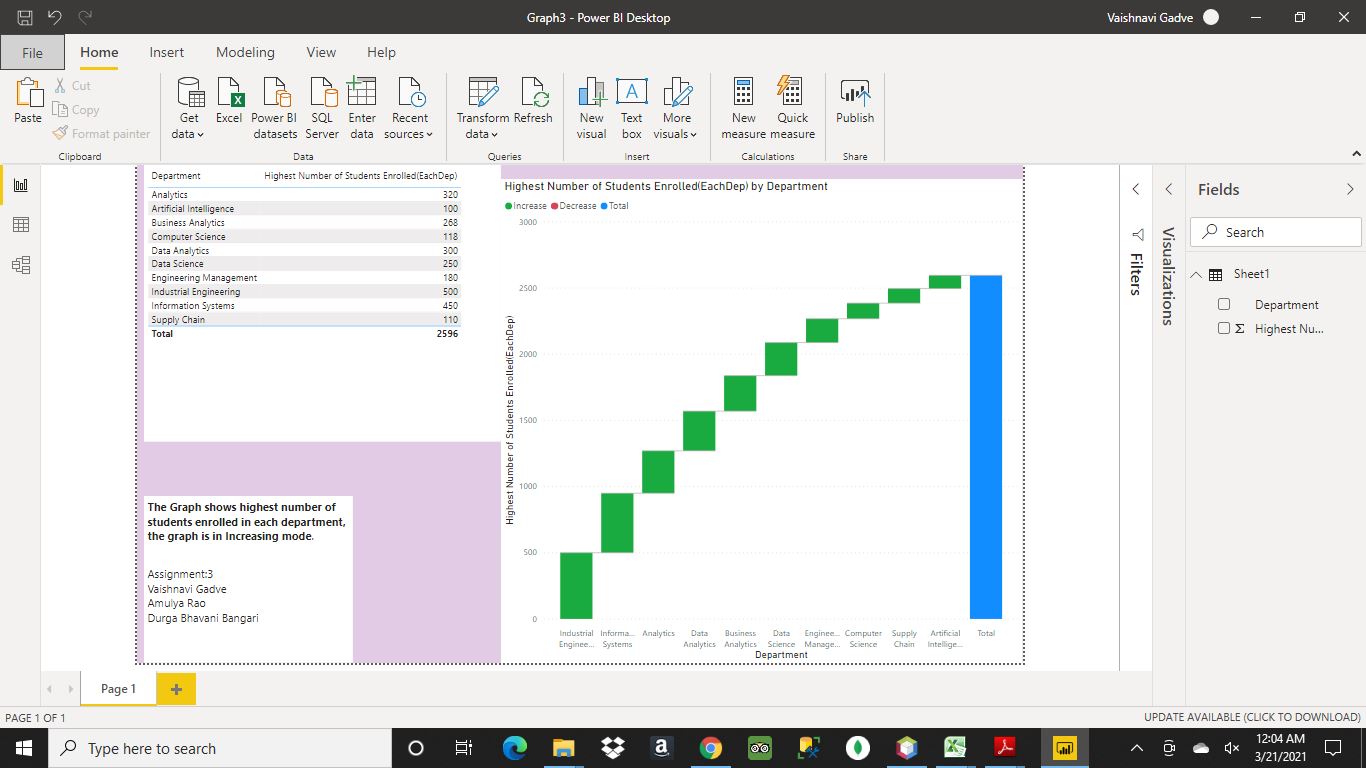 Graph3 - Power BI Desktop
Vaishnavi Gadve
File
Home
Insert
Modeling
View
Help
Paste
Cut
Copy
Format painter
Clipboard
Get
data
Excel
Power BI
datasets
SQL
Server
Enter
data
Recent
sources
Data
Transform
data
Refresh
Queries
New
visual
Text
box
More
visuals
Insert
New
measure
Quick
measure
Calculations
Publish
Share
Department Highest Number of Students Enrolled(EachDep)
Analytics 320
Artificial Intelligence 100
Business Analytics 268
Computer Science 118
Data Analytics 300
Data Science 250
Engineering Management 180
Industrial Engineering 500
Information Systems 450
Supply Chain 110
Total 2596
The Graph shows highest number of
students enrolled in each department,
the graph is in Increasing mode.
Assignment:3
Vaishnavi Gadve
Amulya Rao
Durga Bhavani Bangari
Highest Number of Students Enrolled(EachDep) by Department
Increase Decrease Total
Highest Number of Students Enrolled(EachDep)
3000
2500
2000
1500
1000
500
0
Industrial
Enginee...
Informa...
Systems
Analytics
Data
Analytics
Business
Analytics
Data
Science
Enginee...
Manage...
Computer
Science
Supply
Chain
Artificial
Intellige...
Total
Department
Filters
Visualizations
Fields
Search
Sheet1
Department
Σ Highest Nu...
Page 1
PAGE 1 OF 1
UPDATE AVAILABLE (CLICK TO DOWNLOAD)
Type here to search
12:04 AM
3/21/2021